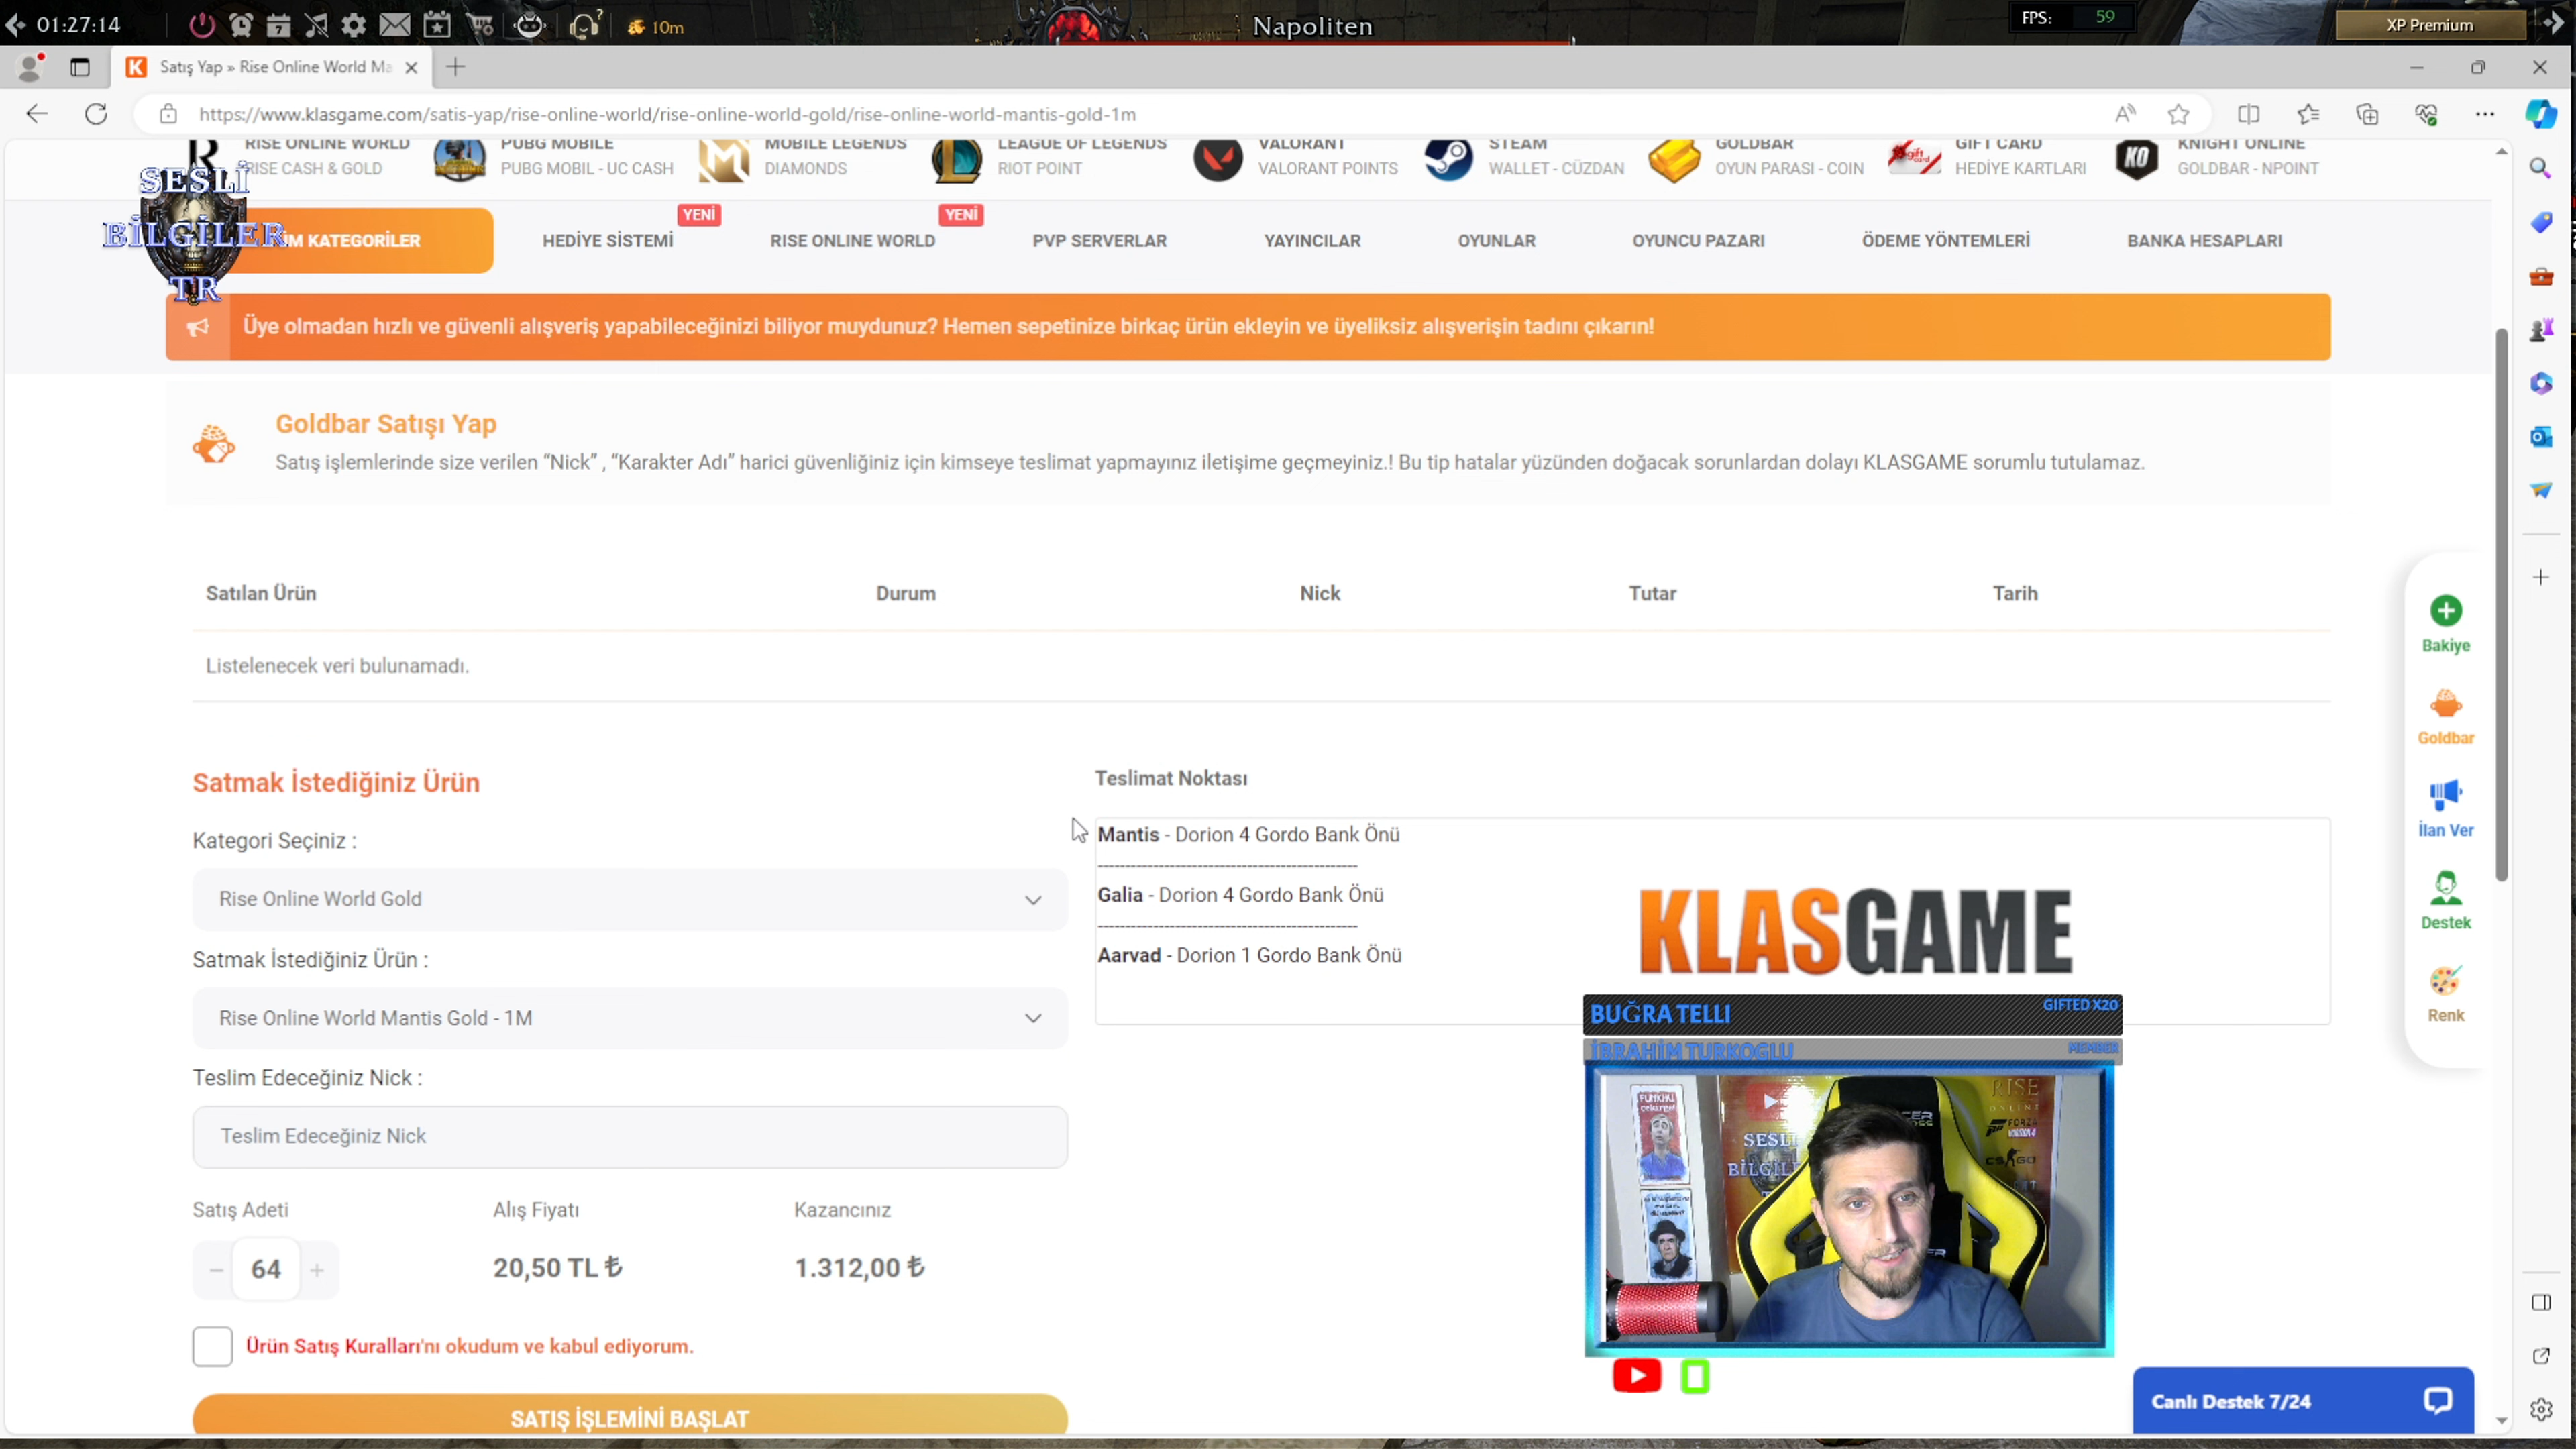 01:27:14
7
?
10m
Napoliten
FPS: 59
XP Premium
Satış Yap » Rise Online World Ma
https://www.klasgame.com/satis-yap/rise-online-world/rise-online-world-gold/rise-online-world-mantis-gold-1m
RISE ONLINE WORLD
RISE CASH & GOLD
PUBG MOBILE
PUBG MOBIL - UC CASH
MOBILE LEGENDS
DIAMONDS
LEAGUE OF LEGENDS
RIOT POINT
VALORANT
VALORANT POINTS
STEAM
WALLET - CÜZDAN
GOLDBAR
OYUN PARASI - COIN
GIFT CARD
HEDİYE KARTLARI
KO
KNIGHT ONLINE
GOLDBAR - NPOINT
SESLİ
BİLGİLER
TR
M KATEGORİLER
HEDİYE SİSTEMİ
YENİ
RISE ONLINE WORLD
YENİ
PVP SERVERLAR
YAYINCILAR
OYUNLAR
OYUNCU PAZARI
ÖDEME YÖNTEMLERİ
BANKA HESAPLARI
Üye olmadan hızlı ve güvenli alışveriş yapabileceğinizi biliyor muydunuz? Hemen sepetinize birkaç ürün ekleyin ve üyeliksiz alışverişin tadını çıkarın!
Goldbar Satışı Yap
Satış işlemlerinde size verilen “Nick” , “Karakter Adı” harici güvenliğiniz için kimseye teslimat yapmayınız iletişime geçmeyiniz.! Bu tip hatalar yüzünden doğacak sorunlardan dolayı KLASGAME sorumlu tutulamaz.
Satılan Ürün Durum Nick Tutar Tarih
Listelenecek veri bulunamadı.
Satmak İstediğiniz Ürün
Kategori Seçiniz :
Rise Online World Gold
Satmak İstediğiniz Ürün :
Rise Online World Mantis Gold - 1M
Teslim Edeceğiniz Nick :
Teslim Edeceğiniz Nick
Satış Adeti Alış Fiyatı Kazancınız
− 64 + 20,50 TL ₺ 1.312,00 ₺
Ürün Satış Kuralları'nı okudum ve kabul ediyorum.
SATIŞ İŞLEMİNİ BAŞLAT
Teslimat Noktası
Mantis - Dorion 4 Gordo Bank Önü
-----------------------------------------------
Galia - Dorion 4 Gordo Bank Önü
-----------------------------------------------
Aarvad - Dorion 1 Gordo Bank Önü
KLASGAME
BUĞRA TELLI
GIFTED X20
İBRAHİM TURKOGLU
MEMBER
RISE
FORZA
CS GO
SESLİ
BİLGİL
Bakiye
Goldbar
İlan Ver
Destek
Renk
Canlı Destek 7/24